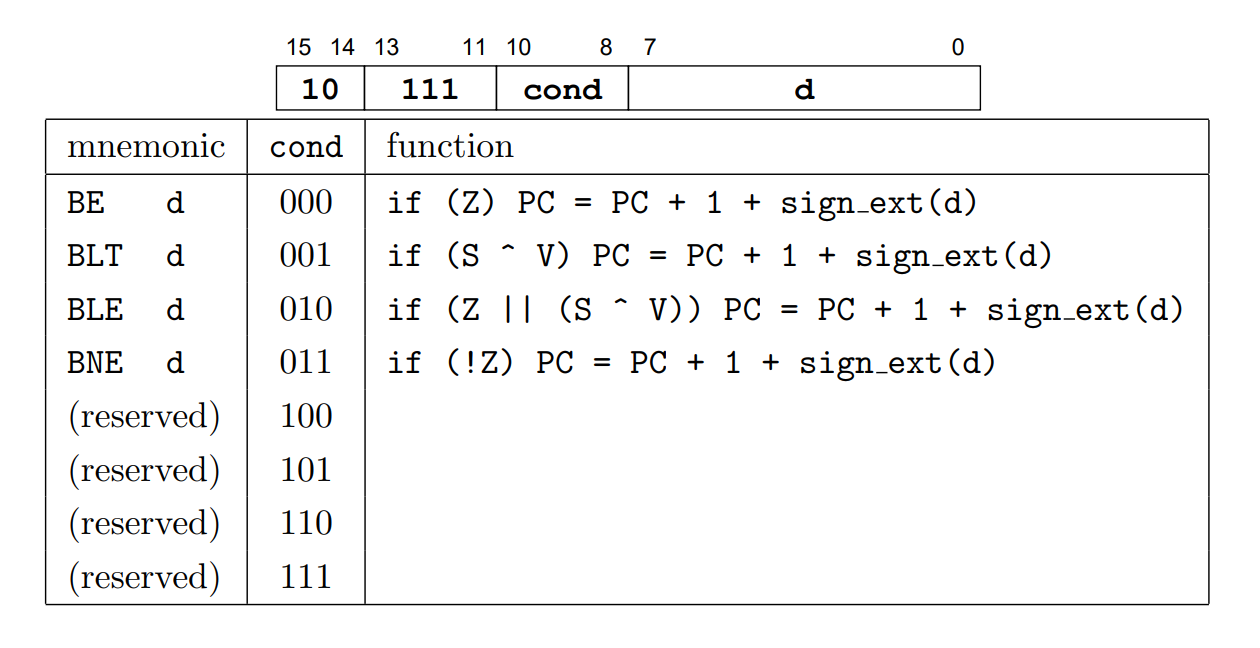 15 14 13 11 10 8 7 0
10 111 cond d
mnemonic cond function
BE d 000 if (Z) PC = PC + 1 + sign_ext(d)
BLT d 001 if (S ^ V) PC = PC + 1 + sign_ext(d)
BLE d 010 if (Z || (S ^ V)) PC = PC + 1 + sign_ext(d)
BNE d 011 if (!Z) PC = PC + 1 + sign_ext(d)
(reserved) 100
(reserved) 101
(reserved) 110
(reserved) 111